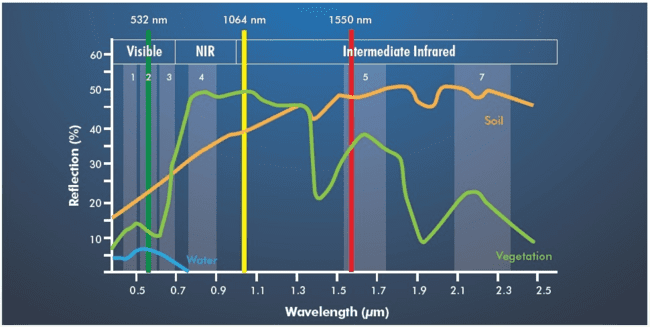 532 nm
1064 nm
1550 nm
Visible
NIR
Intermediate Infrared
1
2
3
4
5
7
60
50
40
30
20
10
Reflection (%)
Soil
Water
Vegetation
0.5 0.7 0.9 1.1 1.3 1.5 1.7 1.9 2.1 2.3 2.5
Wavelength (µm)